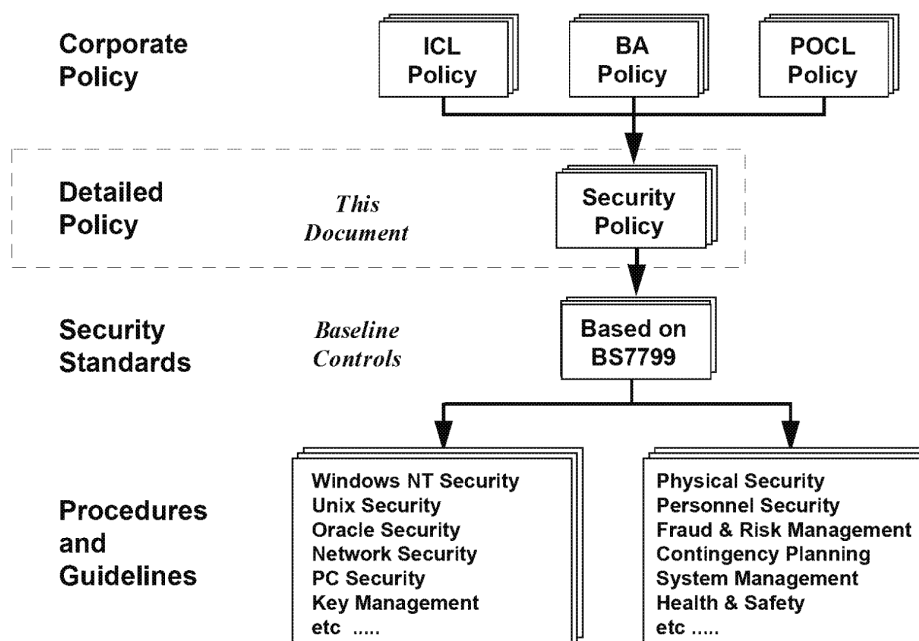 Corporate
Policy
ICL
Policy
BA
Policy
POCL
Policy
Detailed
Policy
This
Document
Security
Policy
Security
Standards
Baseline
Controls
Based on
BS7799
Procedures
and
Guidelines
Windows NT Security
Unix Security
Oracle Security
Network Security
PC Security
Key Management
etc .....
Physical Security
Personnel Security
Fraud & Risk Management
Contingency Planning
System Management
Health & Safety
etc .....